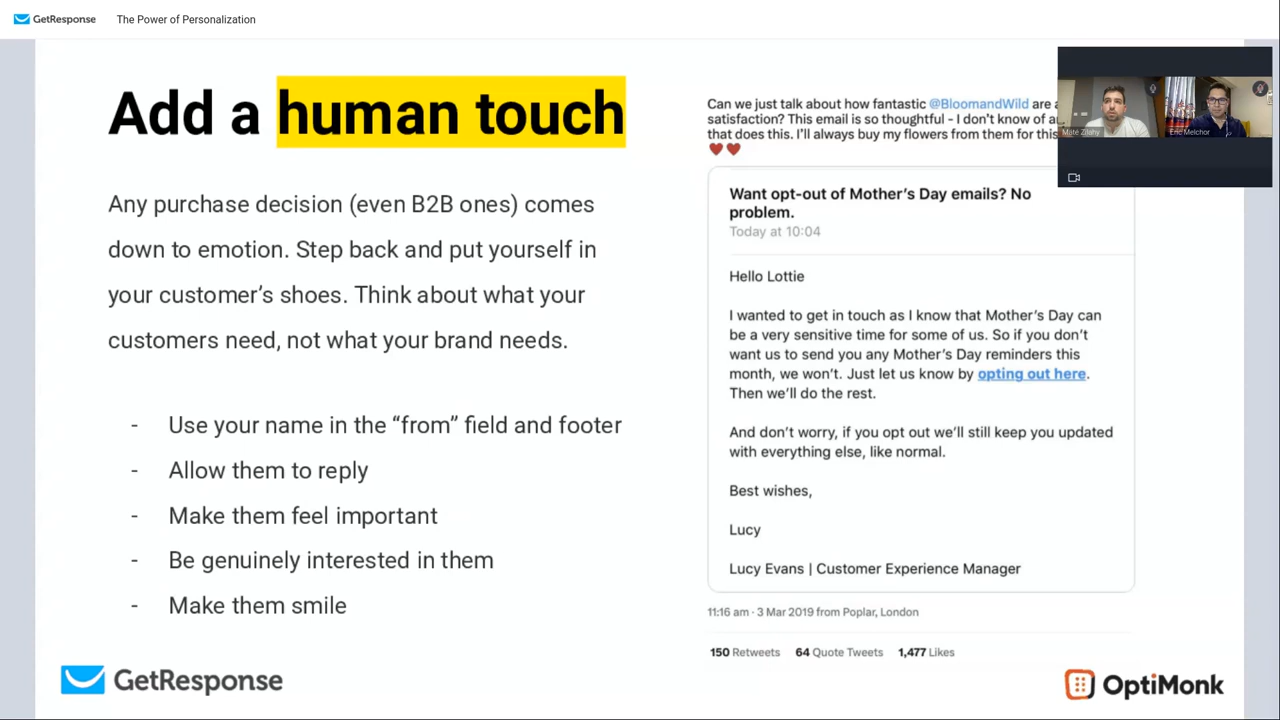 GetResponse The Power of Personalization
Add a human touch
Any purchase decision (even B2B ones) comes
down to emotion. Step back and put yourself in
your customer’s shoes. Think about what your
customers need, not what your brand needs.
- Use your name in the “from” field and footer
- Allow them to reply
- Make them feel important
- Be genuinely interested in them
- Make them smile
Can we just talk about how fantastic @BloomandWild are
satisfaction? This email is so thoughtful - I don't know of
that does this. I'll always buy my flowers from them for this
Want opt-out of Mother’s Day emails? No
problem.
Today at 10:04
Hello Lottie
I wanted to get in touch as I know that Mother’s Day can
be a very sensitive time for some of us. So if you don’t
want us to send you any Mother’s Day reminders this
month, we won’t. Just let us know by opting out here.
Then we’ll do the rest.
And don’t worry, if you opt out we’ll still keep you updated
with everything else, like normal.
Best wishes,
Lucy
Lucy Evans | Customer Experience Manager
11:16 am · 3 Mar 2019 from Poplar, London
150 Retweets 64 Quote Tweets 1,477 Likes
Máté Zilahy
Eric Melchor
GetResponse
OptiMonk